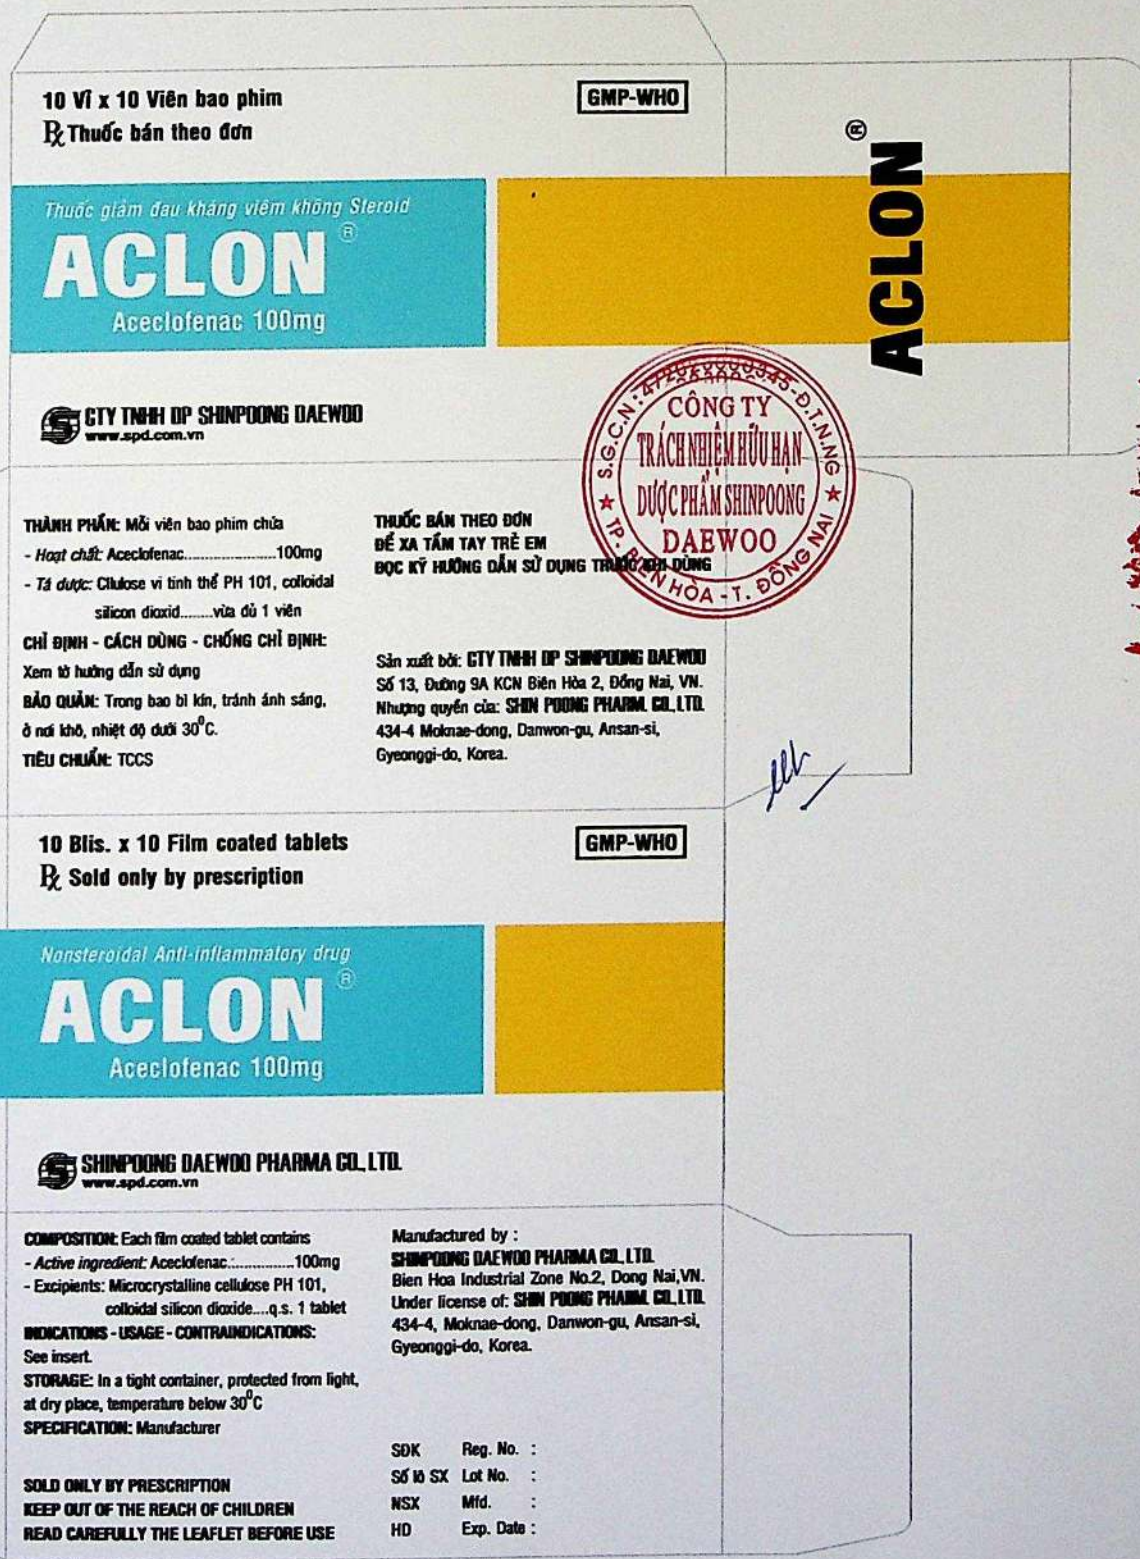 10 Vĩ x 10 Viên bao phim
GMP-WHO
℞ Thuốc bán theo đơn
Thuốc giảm đau kháng viêm không Steroid
ACLON®
Aceclofenac 100mg
ACLON®
CTY TNHH DP SHINPOONG DAEWOO
www.spd.com.vn
CÔNG TY
TRÁCH NHIỆM HỮU HẠN
DƯỢC PHẨM SHINPOONG
DAEWOO
TP. BIÊN HÒA - T. ĐỒNG NAI
THÀNH PHẦN: Mỗi viên bao phim chứa
- Hoạt chất: Aceclofenac.......................100mg
- Tá dược: Cllulose vi tinh thể PH 101, colloidal
silicon dioxid........vừa đủ 1 viên
CHỈ ĐỊNH - CÁCH DÙNG - CHỐNG CHỈ ĐỊNH:
Xem tờ hướng dẫn sử dụng
BẢO QUẢN: Trong bao bì kín, tránh ánh sáng,
ở nơi khô, nhiệt độ dưới 30⁰C.
TIÊU CHUẨN: TCCS
THUỐC BÁN THEO ĐƠN
ĐỂ XA TẦM TAY TRẺ EM
ĐỌC KỸ HƯỚNG DẪN SỬ DỤNG TRƯỚC KHI DÙNG
Sản xuất bởi: CTY TNHH DP SHINPOONG DAEWOO
Số 13, Đường 9A KCN Biên Hòa 2, Đồng Nai, VN.
Nhượng quyền của: SHIN POONG PHARM. CO., LTD.
434-4 Moknae-dong, Danwon-gu, Ansan-si,
Gyeonggi-do, Korea.
10 Blis. x 10 Film coated tablets
GMP-WHO
℞ Sold only by prescription
Nonsteroidal Anti-inflammatory drug
ACLON®
Aceclofenac 100mg
SHINPOONG DAEWOO PHARMA CO., LTD.
www.spd.com.vn
COMPOSITION: Each film coated tablet contains
- Active ingredient: Aceclofenac.:...............100mg
- Excipients: Microcrystalline cellulose PH 101,
colloidal silicon dioxide....q.s. 1 tablet
INDICATIONS - USAGE - CONTRAINDICATIONS:
See insert.
STORAGE: In a tight container, protected from light,
at dry place, temperature below 30⁰C
SPECIFICATION: Manufacturer
SOLD ONLY BY PRESCRIPTION
KEEP OUT OF THE REACH OF CHILDREN
READ CAREFULLY THE LEAFLET BEFORE USE
Manufactured by :
SHINPOONG DAEWOO PHARMA CO., LTD.
Bien Hoa Industrial Zone No.2, Dong Nai,VN.
Under license of: SHIN POONG PHARM. CO., LTD.
434-4, Moknae-dong, Danwon-gu, Ansan-si,
Gyeonggi-do, Korea.
SĐK Reg. No. :
Số lô SX Lot No. :
NSX Mfd. :
HD Exp. Date :